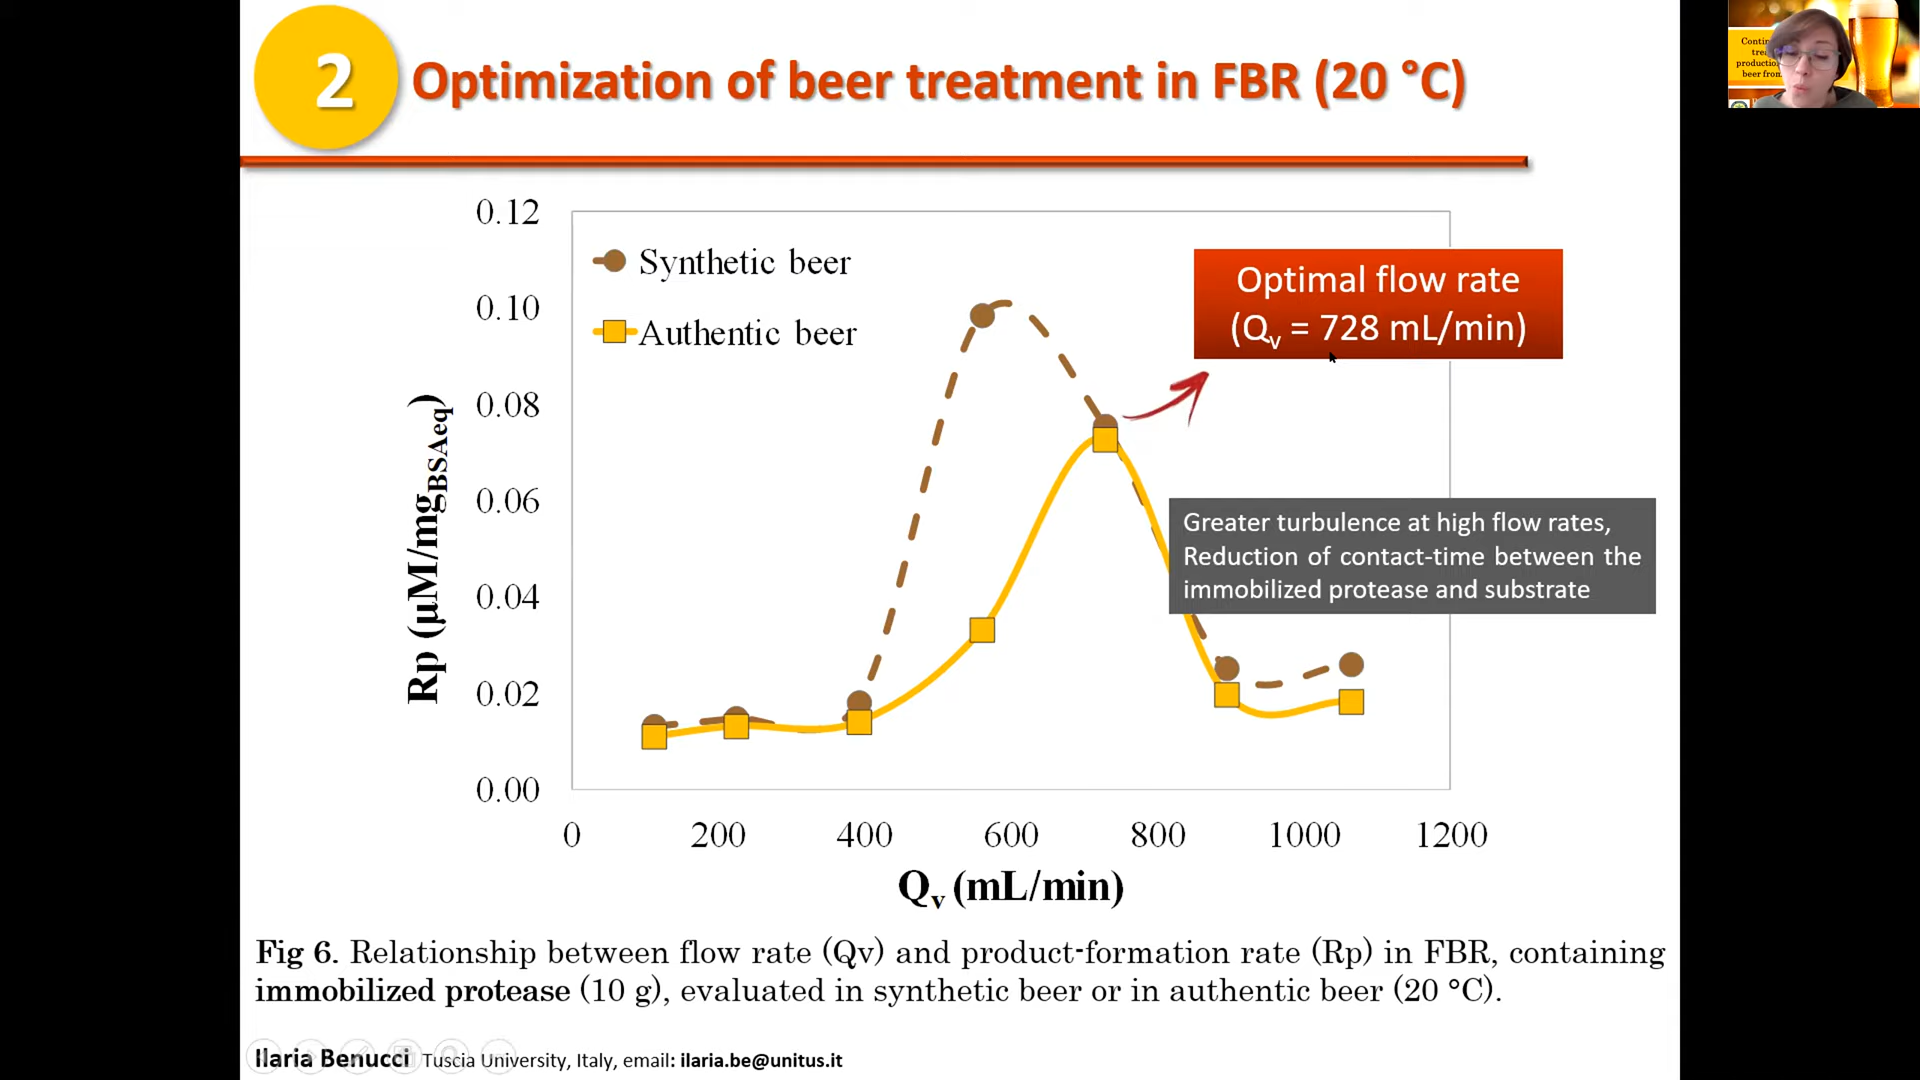 2
Optimization of beer treatment in FBR (20 °C)
0.12
0.10
0.08
0.06
0.04
0.02
0.00
Rp (µM/mgBSAeq)
Synthetic beer
Authentic beer
Optimal flow rate
(Qv = 728 mL/min)
Greater turbulence at high flow rates,
Reduction of contact-time between the
immobilized protease and substrate
0 200 400 600 800 1000 1200
Qv (mL/min)
Fig 6. Relationship between flow rate (Qv) and product-formation rate (Rp) in FBR, containing
immobilized protease (10 g), evaluated in synthetic beer or in authentic beer (20 °C).
Ilaria Benucci Tuscia University, Italy, email: ilaria.be@unitus.it
beer from